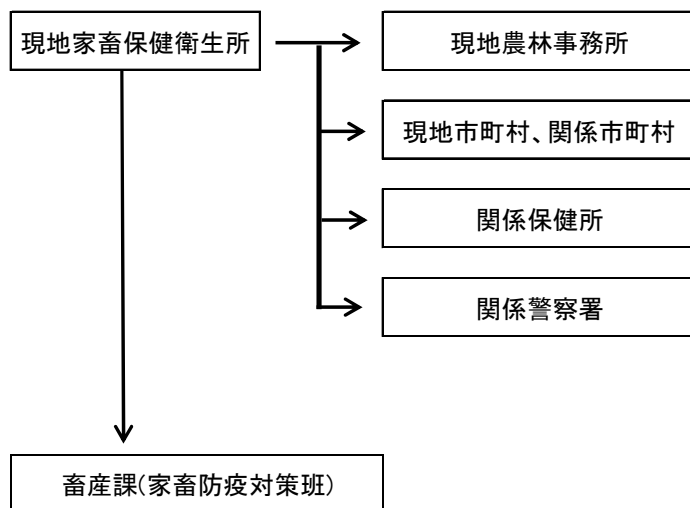 現地家畜保健衛生所
現地農林事務所
現地市町村、関係市町村
関係保健所
関係警察署
畜産課(家畜防疫対策班)